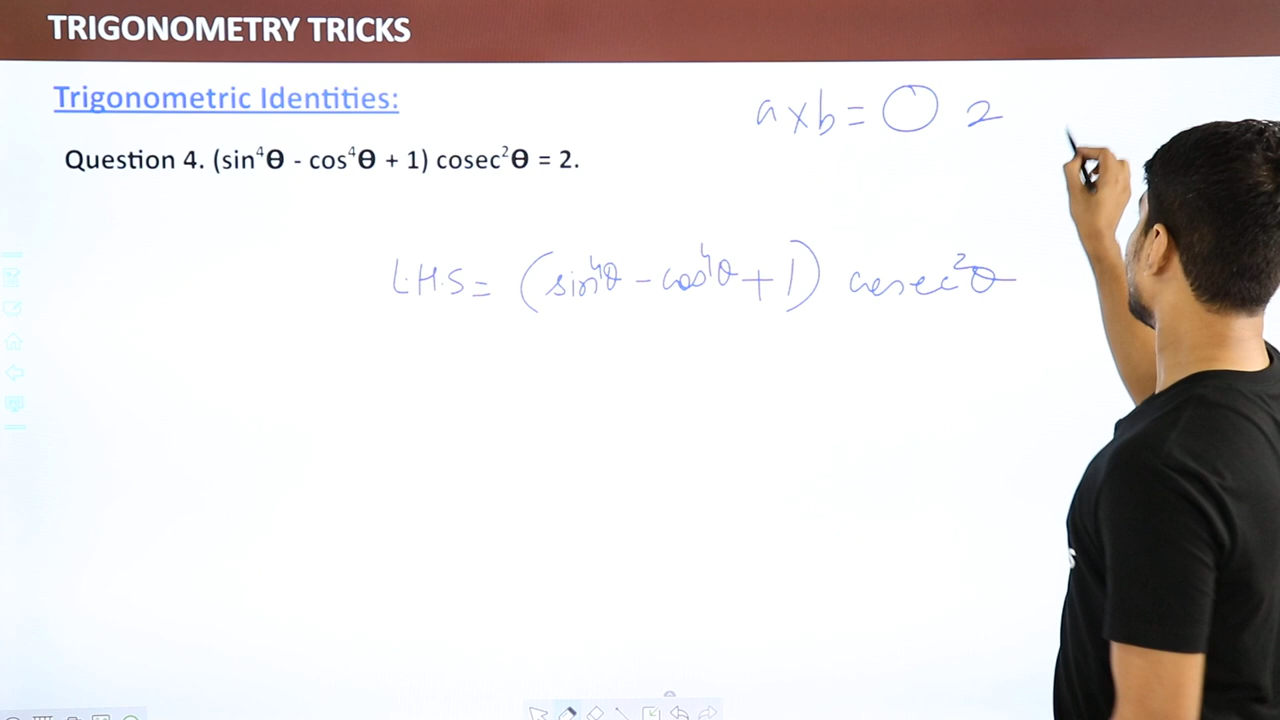 TRIGONOMETRY TRICKS
Trigonometric Identities:
a x b = ◯ 2
Question 4. (sin⁴Θ - cos⁴Θ + 1) cosec²Θ = 2.
L.H.S = (sin⁴θ - cos⁴θ + 1) cosec²θ